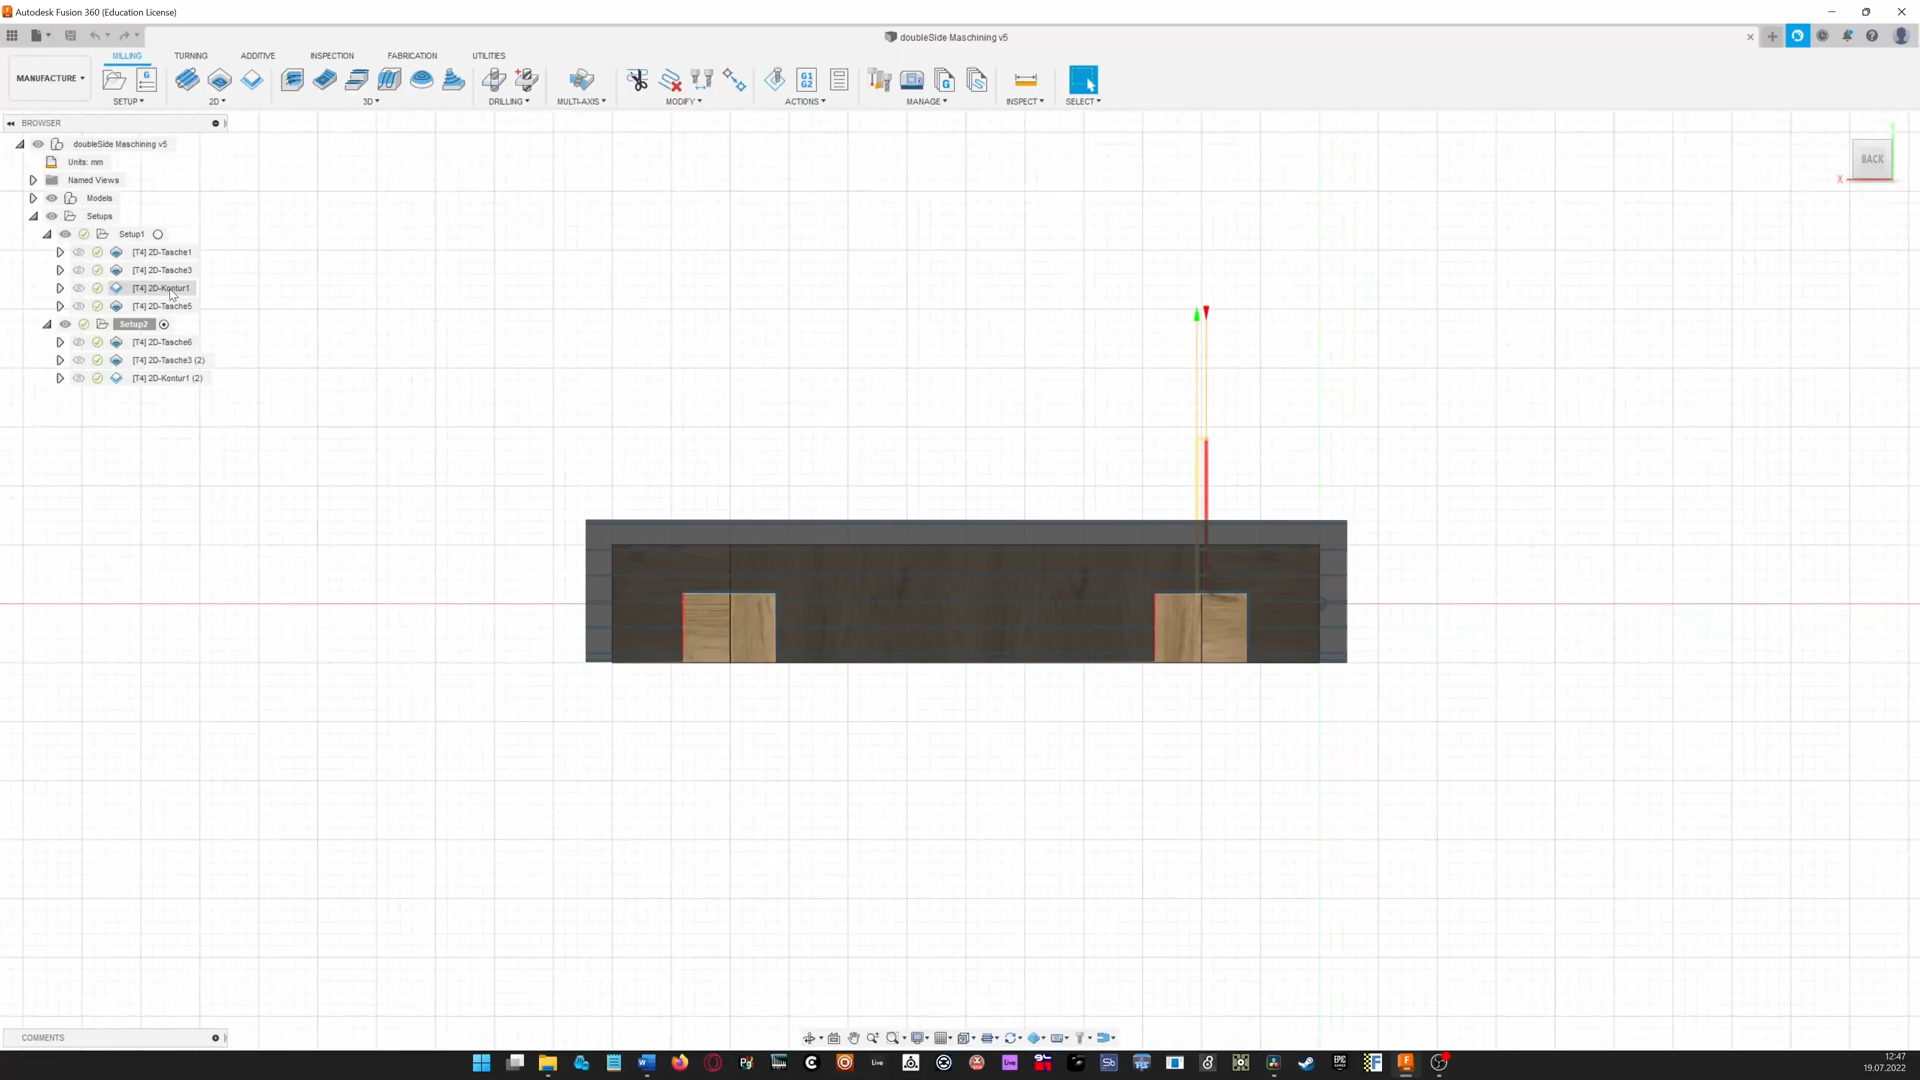 Autodesk Fusion 360 (Education License)
doubleSide Maschining v5
MILLING TURNING ADDITIVE INSPECTION FABRICATION UTILITIES
MANUFACTURE
SETUP 2D 3D DRILLING MULTI-AXIS MODIFY ACTIONS MANAGE INSPECT SELECT
G
G1
G2
BROWSER
doubleSide Maschining v5
Units: mm
Named Views
Models
Setups
Setup1
[T4] 2D-Tasche1
[T4] 2D-Tasche3
[T4] 2D-Kontur1
[T4] 2D-Tasche5
Setup2
[T4] 2D-Tasche6
[T4] 2D-Tasche3 (2)
[T4] 2D-Kontur1 (2)
BACK
X
COMMENTS
Live
12:47
19.07.2022